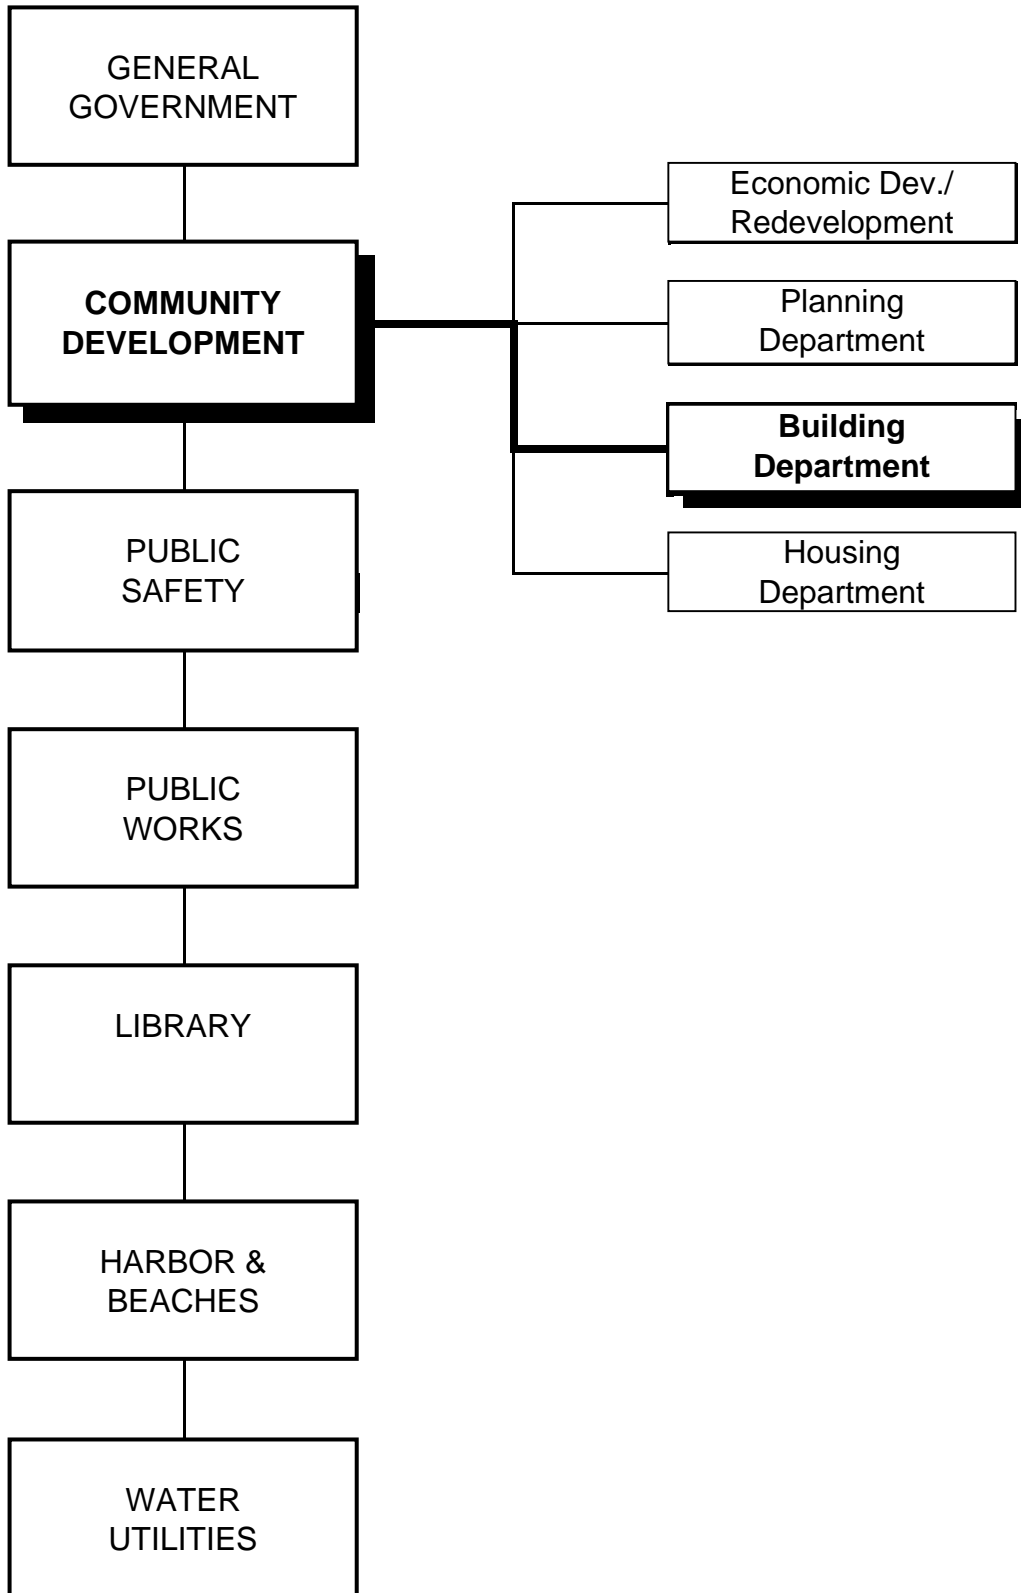 GENERAL
GOVERNMENT
COMMUNITY
DEVELOPMENT
Economic Dev./
Redevelopment
Planning
Department
Building
Department
Housing
Department
PUBLIC
SAFETY
PUBLIC
WORKS
LIBRARY
HARBOR &
BEACHES
WATER
UTILITIES